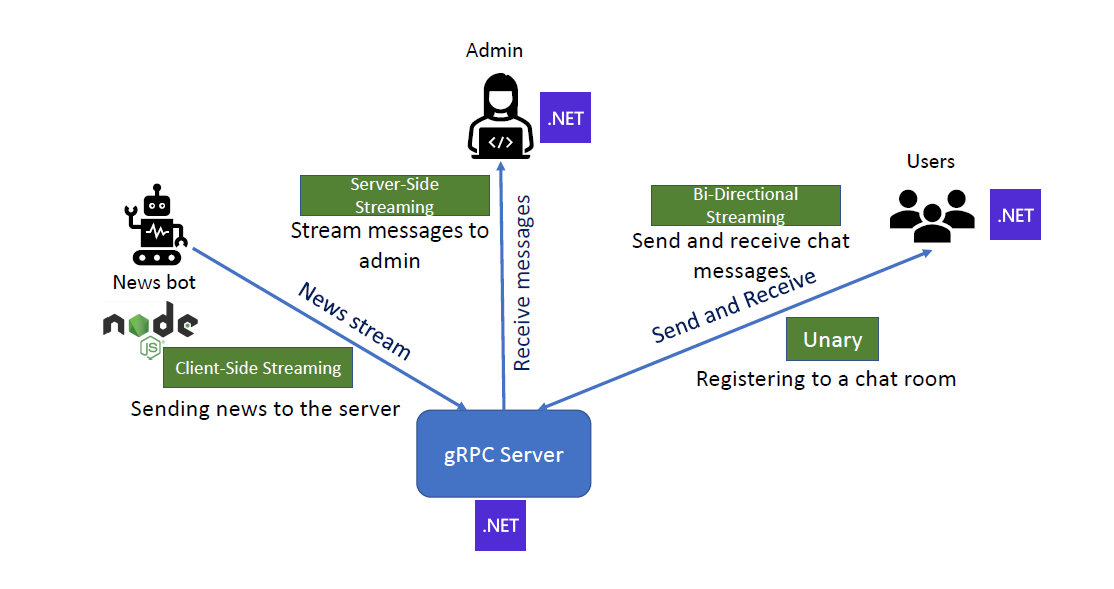 Admin
.NET
Server-Side
Streaming
Stream messages to
admin
Receive messages
Users
.NET
Bi-Directional
Streaming
Send and receive chat
messages
Send and Receive
Unary
Registering to a chat room
News bot
node
JS
News stream
Client-Side Streaming
Sending news to the server
gRPC Server
.NET